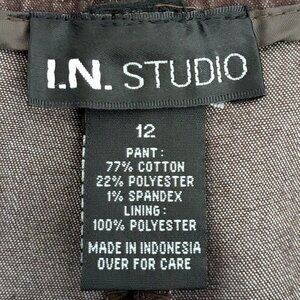 I.N. STUDIO
12
PANT:
77% COTTON
22% POLYESTER
1% SPANDEX
LINING:
100% POLYESTER
MADE IN INDONESIA
OVER FOR CARE